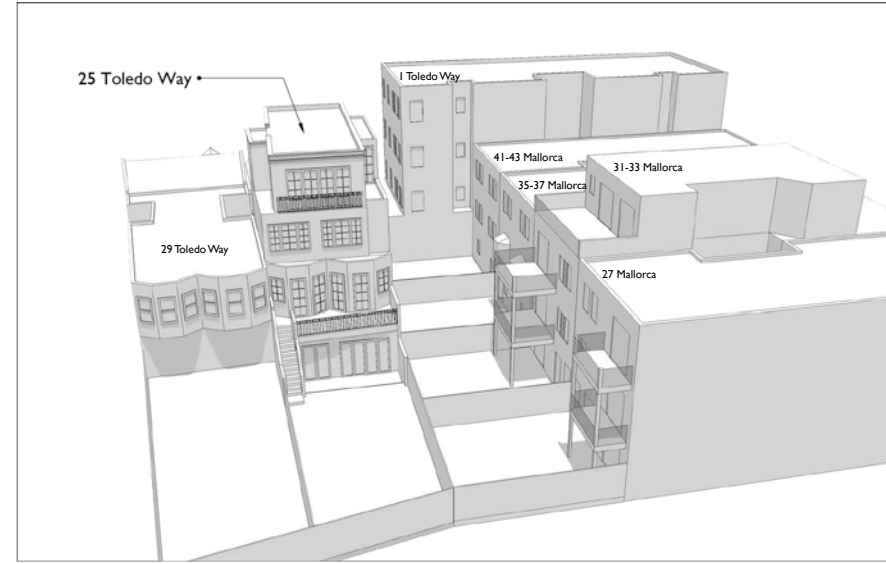 25 Toledo Way
1 Toledo Way
41-43 Mallorca
31-33 Mallorca
35-37 Mallorca
29 Toledo Way
27 Mallorca